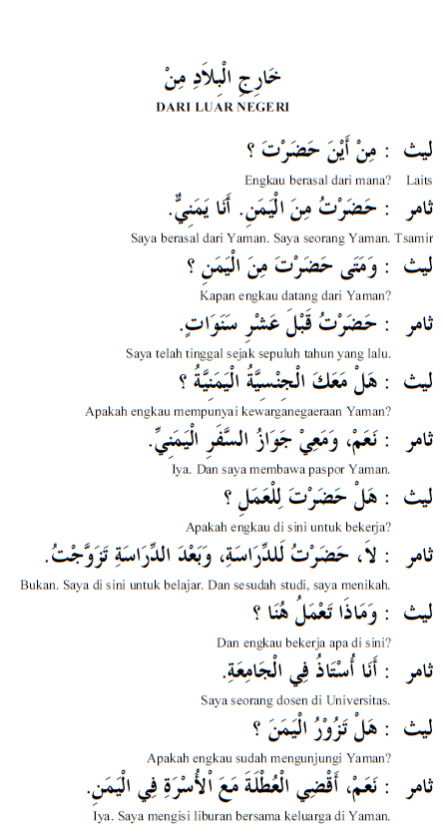 خَارِجِ الْبِلَادِ مِنْ
DARI LUAR NEGERI
ليث : مِنْ أَيْنَ حَضَرْتَ ؟
Engkau berasal dari mana? Laits
ثامر : حَضَرْتُ مِنَ الْيَمَنِ. أَنَا يَمَنِيٌّ.
Saya berasal dari Yaman. Saya seorang Yaman. Tsamir
ليث : وَمَتَى حَضَرْتَ مِنَ الْيَمَنِ ؟
Kapan engkau datang dari Yaman?
ثامر : حَضَرْتُ قَبْلَ عَشْرِ سَنَوَاتٍ.
Saya telah tinggal sejak sepuluh tahun yang lalu.
ليث : هَلْ مَعَكَ الْجِنْسِيَّةُ الْيَمَنِيَّةُ ؟
Apakah engkau mempunyai kewarganegaeraan Yaman?
ثامر : نَعَمْ، وَمَعِيْ جَوَازُ السَّفَرِ الْيَمَنِيِّ.
Iya. Dan saya membawa paspor Yaman.
ليث : هَلْ حَضَرْتَ لِلْعَمَلِ ؟
Apakah engkau di sini untuk bekerja?
ثامر : لاَ، حَضَرْتُ لَلدِّرَاسَةِ، وَبَعْدَ الدِّرَاسَةِ تَزَوَّجْتُ.
Bukan. Saya di sini untuk belajar. Dan sesudah studi, saya menikah.
ليث : وَمَاذَا تَعْمَلُ هُنَا ؟
Dan engkau bekerja apa di sini?
ثامر : أَنَا أُسْتَاذُ فِي الْجَامِعَةِ.
Saya seorang dosen di Universitas.
ليث : هَلْ تَزُوْرُ الْيَمَنَ ؟
Apakah engkau sudah mengunjungi Yaman?
ثامر : نَعَمْ، أَقْضِي الْعُطْلَةَ مَعَ الْأُسْرَةِ فِي الْيَمَنِ.
Iya. Saya mengisi liburan bersama keluarga di Yaman.